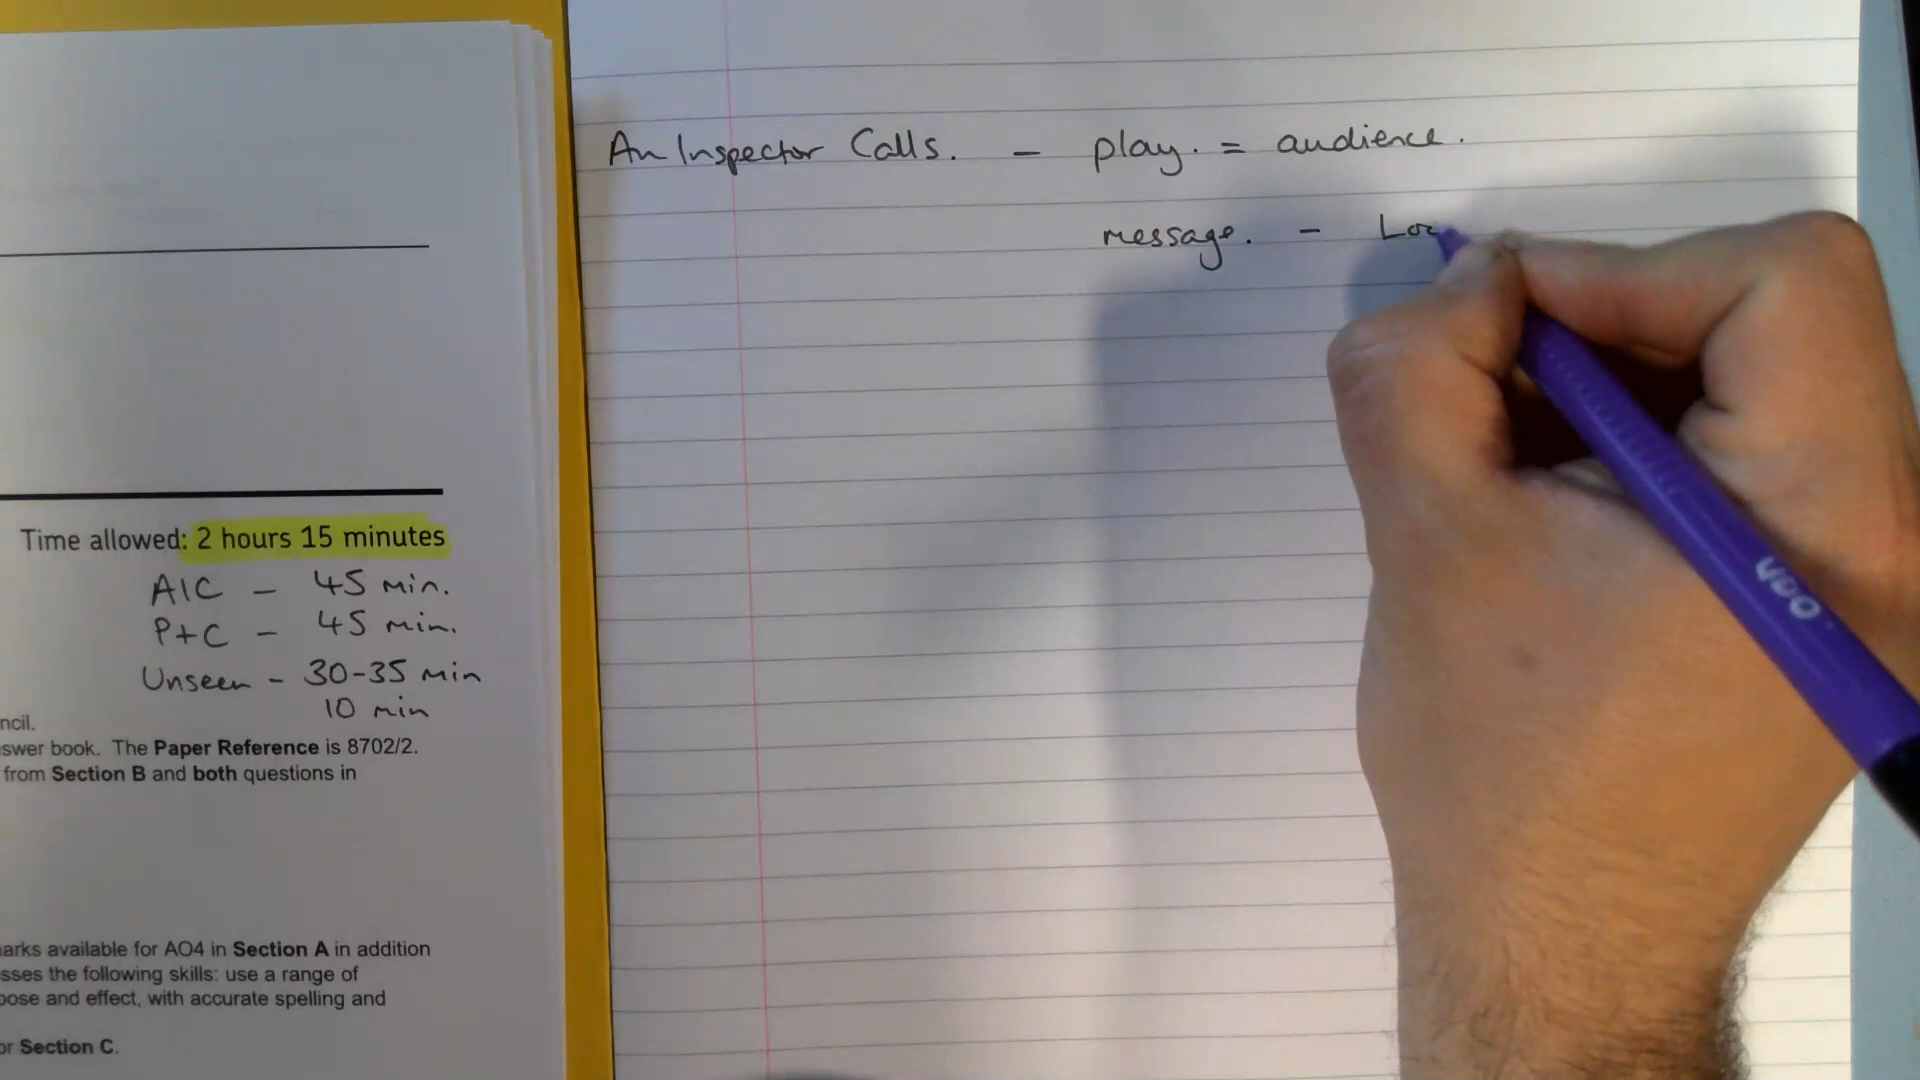 Time allowed: 2 hours 15 minutes
AIC - 45 min.
P+C - 45 min.
Unseen - 30-35 min
10 min
ncil.
swer book. The Paper Reference is 8702/2.
from Section B and both questions in
arks available for AO4 in Section A in addition
sses the following skills: use a range of
pose and effect, with accurate spelling and
or Section C.
An Inspector Calls. - play. = audience.
message. - Loo